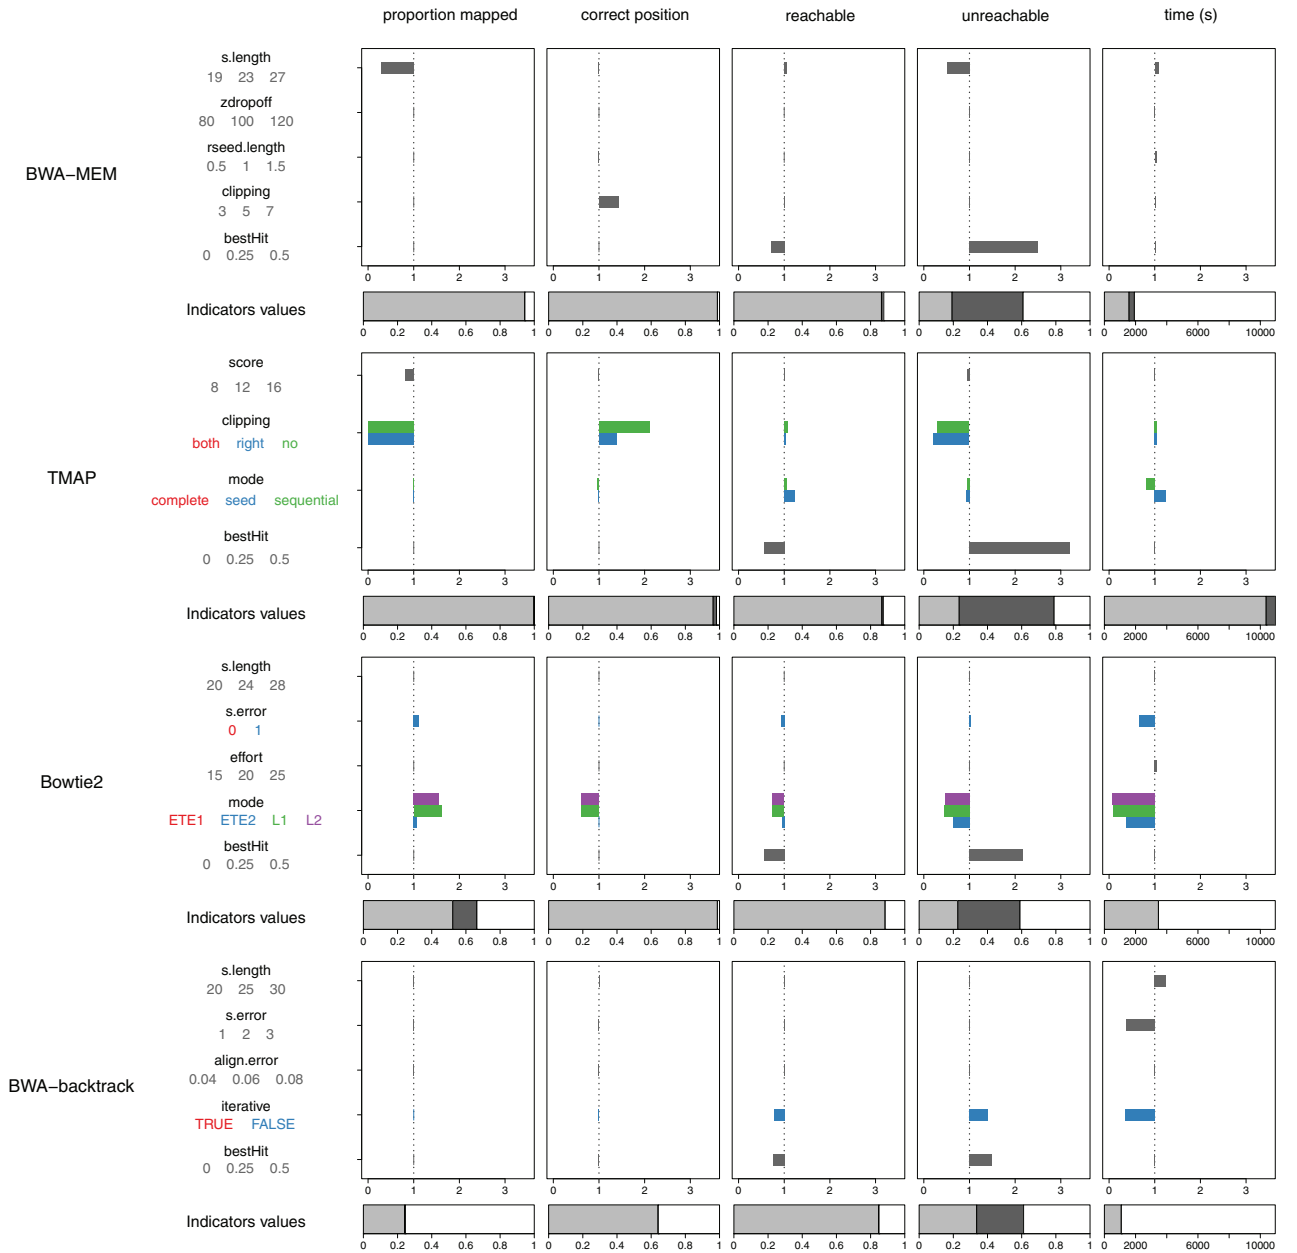 proportion mapped correct position reachable unreachable time (s)
s.length
19 23 27
zdropoff
80 100 120
rseed.length
0.5 1 1.5
BWA−MEM
clipping
3 5 7
bestHit
0 0.25 0.5
0 1 2 3 0 1 2 3 0 1 2 3 0 1 2 3 0 1 2 3
Indicators values
0 0.2 0.4 0.6 0.8 1 0 0.2 0.4 0.6 0.8 1 0 0.2 0.4 0.6 0.8 1 0 0.2 0.4 0.6 0.8 1 0 2000 6000 10000
score
8 12 16
clipping
both right no
TMAP
mode
complete seed sequential
bestHit
0 0.25 0.5
0 1 2 3 0 1 2 3 0 1 2 3 0 1 2 3 0 1 2 3
Indicators values
0 0.2 0.4 0.6 0.8 1 0 0.2 0.4 0.6 0.8 1 0 0.2 0.4 0.6 0.8 1 0 0.2 0.4 0.6 0.8 1 0 2000 6000 10000
s.length
20 24 28
s.error
0 1
effort
15 20 25
Bowtie2
mode
ETE1 ETE2 L1 L2
bestHit
0 0.25 0.5
0 1 2 3 0 1 2 3 0 1 2 3 0 1 2 3 0 1 2 3
Indicators values
0 0.2 0.4 0.6 0.8 1 0 0.2 0.4 0.6 0.8 1 0 0.2 0.4 0.6 0.8 1 0 0.2 0.4 0.6 0.8 1 0 2000 6000 10000
s.length
20 25 30
s.error
1 2 3
align.error
0.04 0.06 0.08
BWA−backtrack
iterative
TRUE FALSE
bestHit
0 0.25 0.5
0 1 2 3 0 1 2 3 0 1 2 3 0 1 2 3 0 1 2 3
Indicators values
0 0.2 0.4 0.6 0.8 1 0 0.2 0.4 0.6 0.8 1 0 0.2 0.4 0.6 0.8 1 0 0.2 0.4 0.6 0.8 1 0 2000 6000 10000